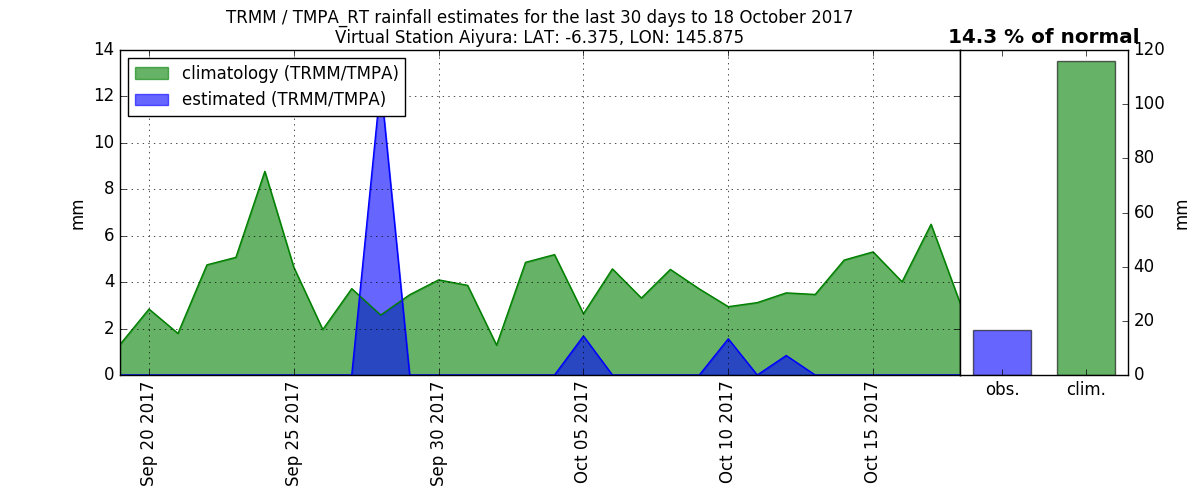 TRMM / TMPA_RT rainfall estimates for the last 30 days to 18 October 2017
Virtual Station Aiyura: LAT: -6.375, LON: 145.875
14.3 % of normal
climatology (TRMM/TMPA)
estimated (TRMM/TMPA)
mm
14
12
10
8
6
4
2
0
Sep 20 2017
Sep 25 2017
Sep 30 2017
Oct 05 2017
Oct 10 2017
Oct 15 2017
120
100
80
60
40
20
0
mm
obs.
clim.